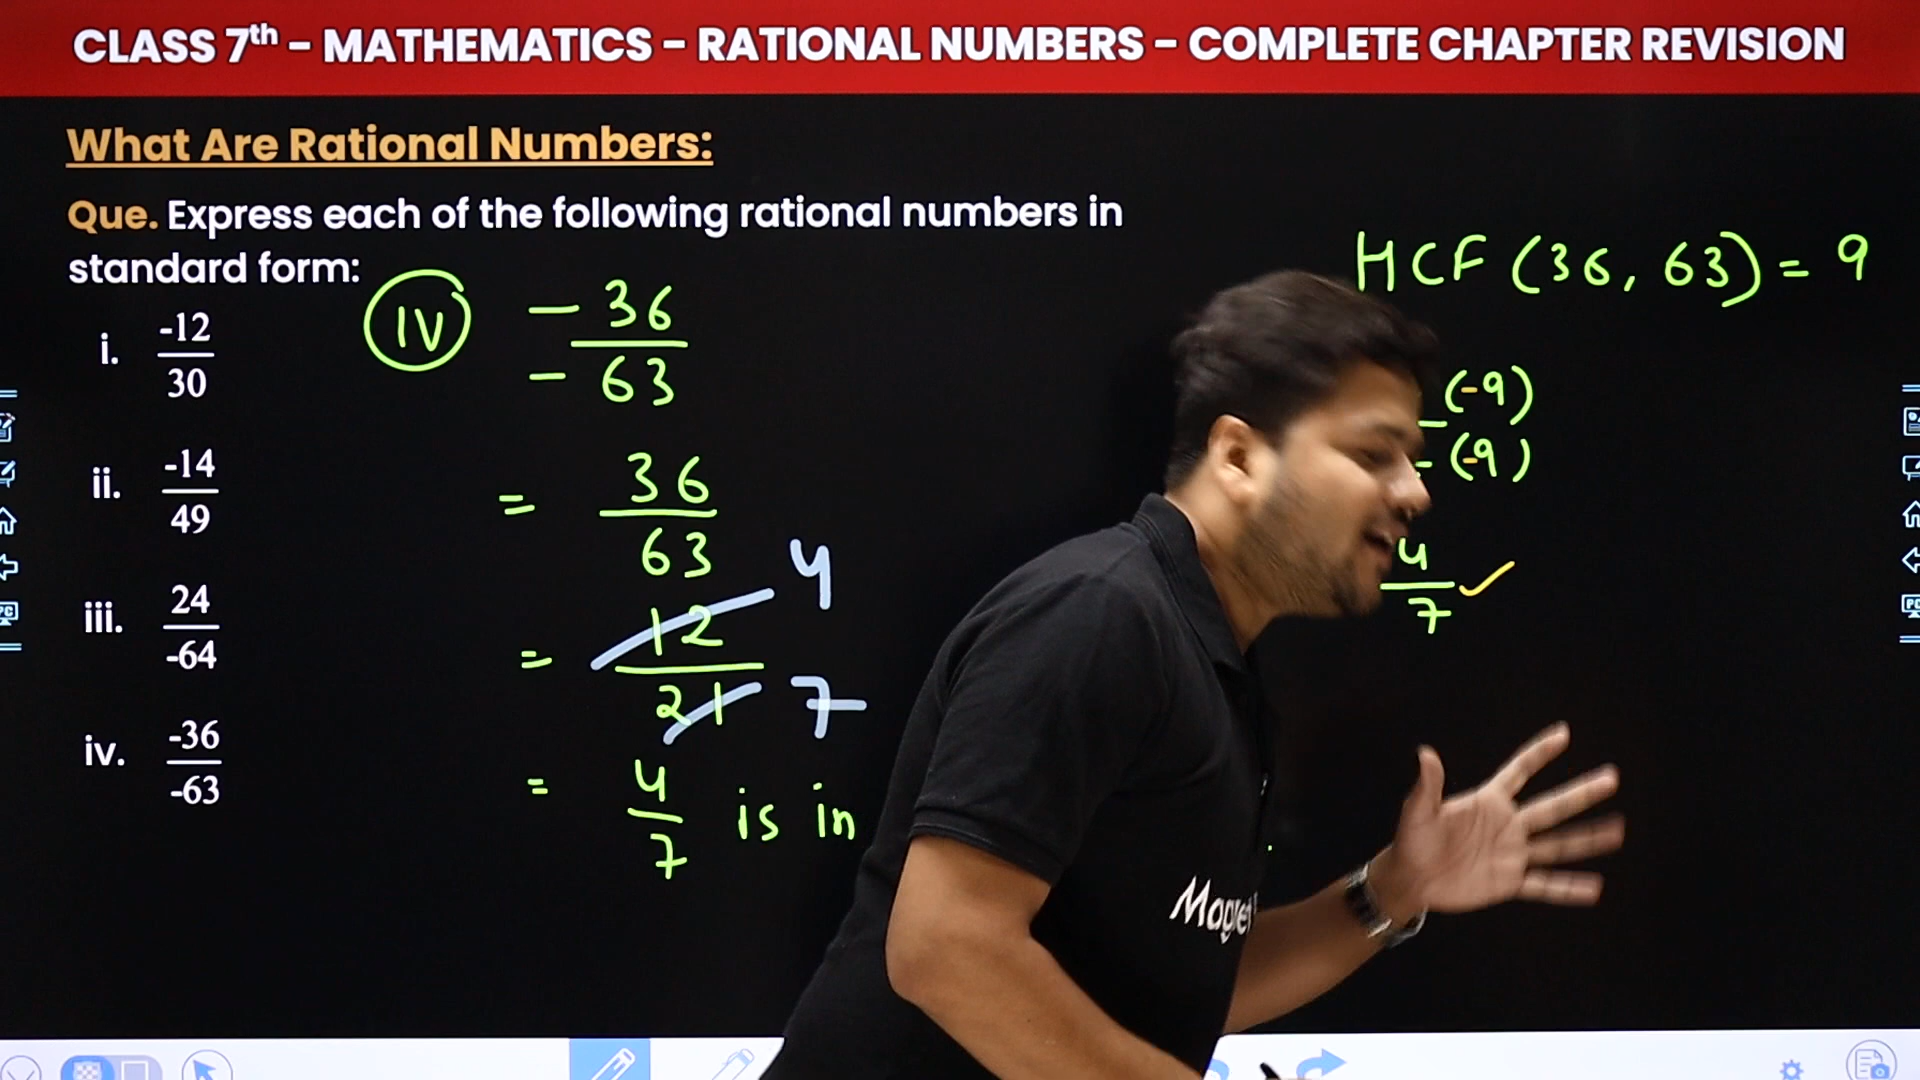 CLASS 7th - MATHEMATICS - RATIONAL NUMBERS - COMPLETE CHAPTER REVISION
What Are Rational Numbers:
Que. Express each of the following rational numbers in
standard form:
i. -12
30
ii. -14
49
iii. 24
-64
iv. -36
-63
IV - 36
- 63
= 36
63
= 12 4
21 7
= 4
7 is in
HCF (36, 63) = 9
(-9)
(-9)
4
7 ✓
Magnet